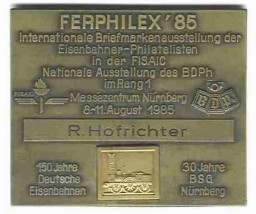 FERPHILEX '85
Internationale Briefmarkenausstellung der
Eisenbahner-Philatelisten
in der FISAIC
Nationale Ausstellung des BDPh
im Rang 1
FISAIC
Messezentrum Nürnberg
BDPh
8.-11. August. 1985
R. Hofrichter
150 Jahre
Deutsche
Eisenbahnen
30 Jahre
BSG
Nürnberg